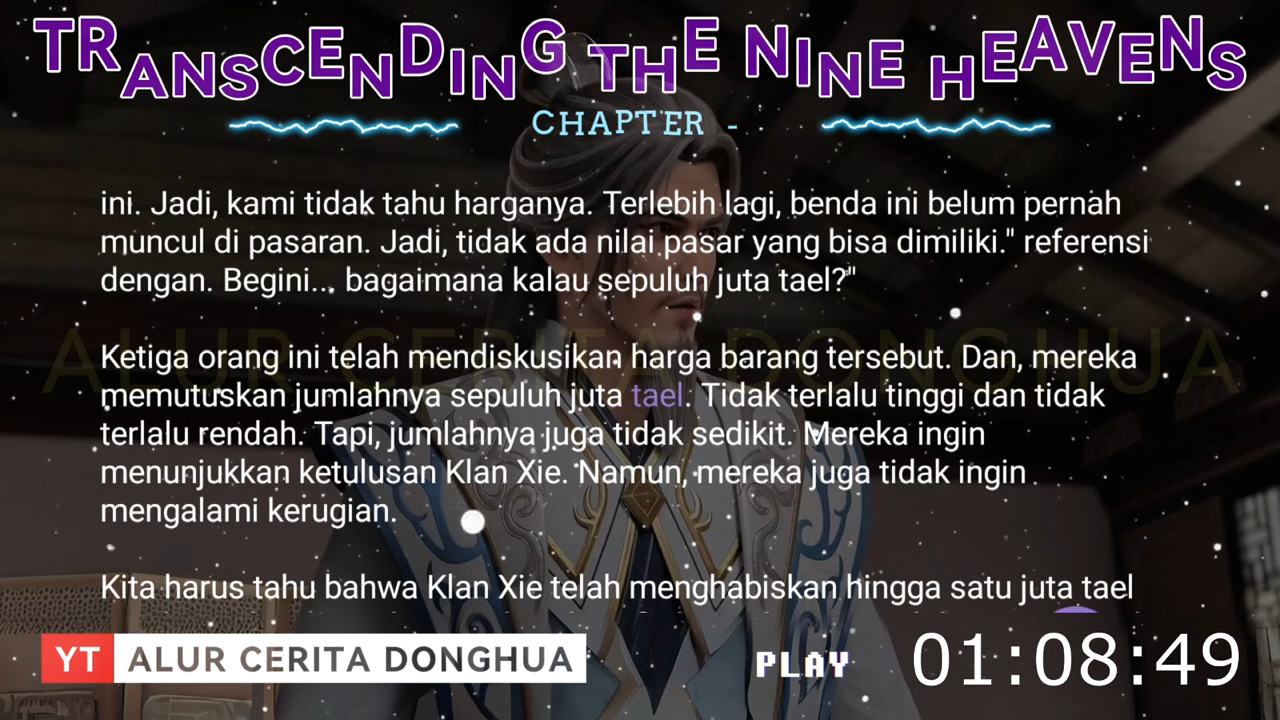 TRANSCENDING THE NINE HEAVENS
CHAPTER -
ini. Jadi, kami tidak tahu harganya. Terlebih lagi, benda ini belum pernah
muncul di pasaran. Jadi, tidak ada nilai pasar yang bisa dimiliki." referensi
dengan. Begini... bagaimana kalau sepuluh juta tael?"
ALUR CERITA DONGHUA
Ketiga orang ini telah mendiskusikan harga barang tersebut. Dan, mereka
memutuskan jumlahnya sepuluh juta tael. Tidak terlalu tinggi dan tidak
terlalu rendah. Tapi, jumlahnya juga tidak sedikit. Mereka ingin
menunjukkan ketulusan Klan Xie. Namun, mereka juga tidak ingin
mengalami kerugian.
Kita harus tahu bahwa Klan Xie telah menghabiskan hingga satu juta tael
YT ALUR CERITA DONGHUA
PLAY 01:08:49